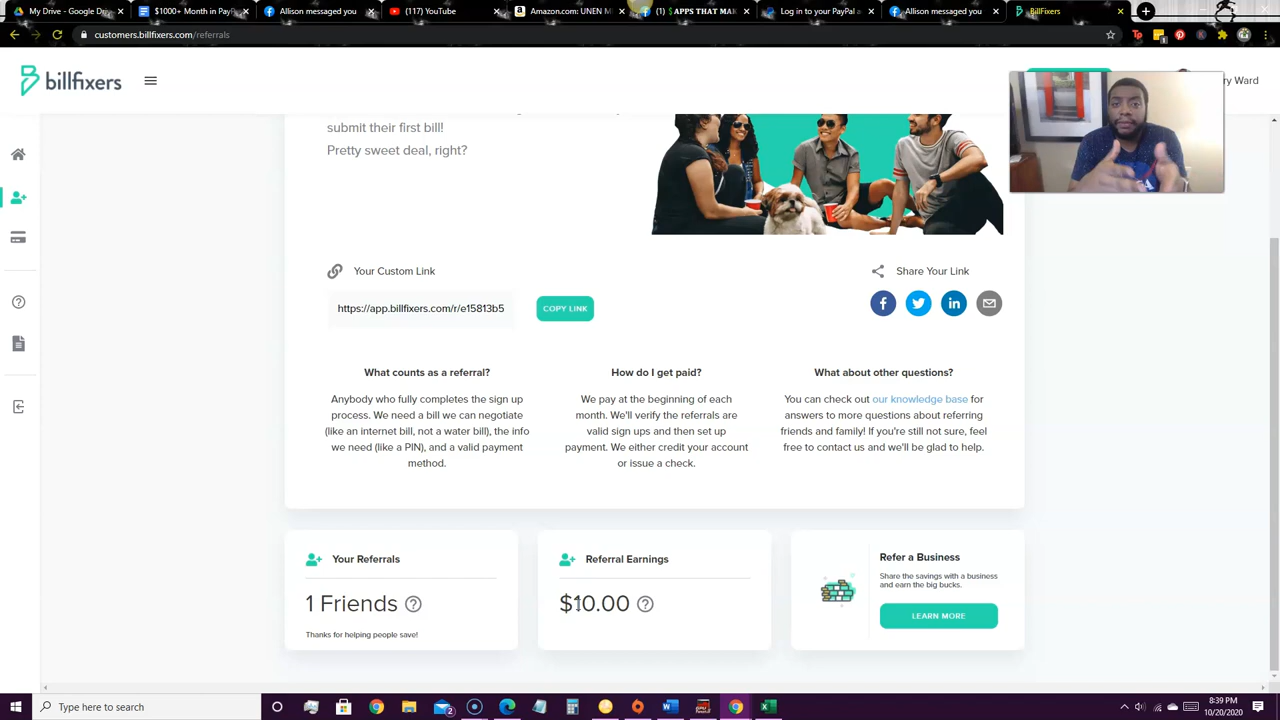 My Drive - Google D
$1000+ Month in PayP
Allison messaged you
(117) YouTube
Amazon.com: UNEN M
(1) $ APPS THAT MAK
Log in to your PayPal a
Allison messaged you
BillFixers
customers.billfixers.com/referrals
billfixers
ry Ward
submit their first bill!
Pretty sweet deal, right?
Your Custom Link
Share Your Link
https://app.billfixers.com/r/e15813b5
COPY LINK
What counts as a referral?
Anybody who fully completes the sign up
process. We need a bill we can negotiate
(like an internet bill, not a water bill), the info
we need (like a PIN), and a valid payment
method.
How do I get paid?
We pay at the beginning of each
month. We'll verify the referrals are
valid sign ups and then set up
payment. We either credit your account
or issue a check.
What about other questions?
You can check out our knowledge base for
answers to more questions about referring
friends and family! If you're still not sure, feel
free to contact us and we'll be glad to help.
Your Referrals
1 Friends
Thanks for helping people save!
Referral Earnings
$10.00
Refer a Business
Share the savings with a business
and earn the big bucks.
LEARN MORE
Type here to search
8:39 PM
10/20/2020